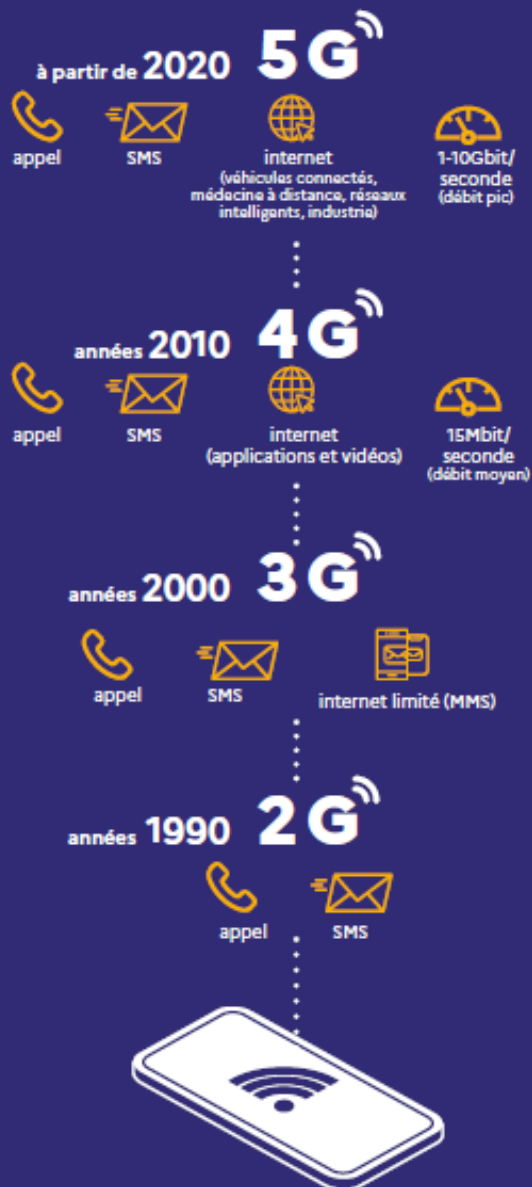 à partir de 2020 5G
appel SMS internet 1-10Gbit/
(véhicules connectés, seconde
médecine à distance, réseaux (débit pic)
intelligents, industrie)
années 2010 4G
appel SMS internet 15Mbit/
(applications et vidéos) seconde
(débit moyen)
années 2000 3G
appel SMS internet limité (MMS)
années 1990 2G
appel SMS